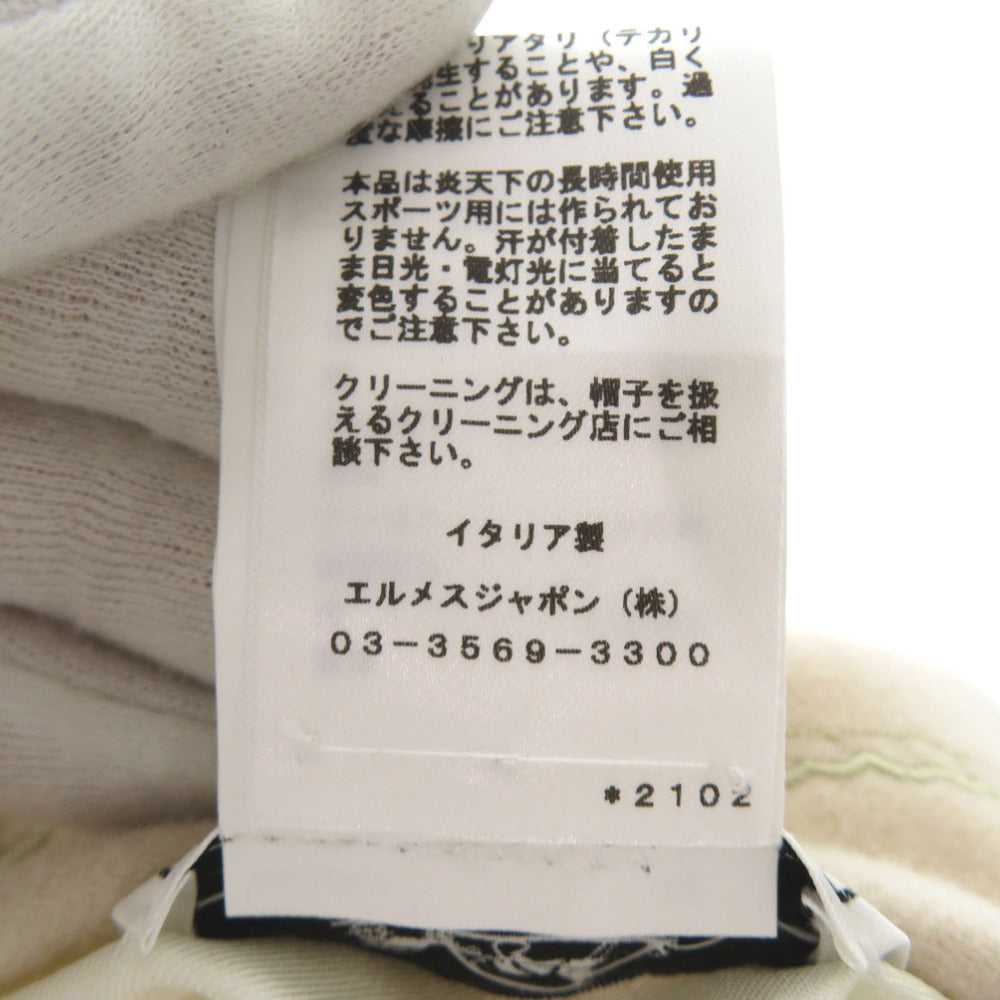 リアタリ（テカリ
生することや、白く
ることがあります。過
な摩擦にご注意下さい。
本品は炎天下の長時間使用
スポーツ用には作られてお
りません。汗が付着したま
ま日光・電灯光に当てると
変色することがありますの
でご注意下さい。
クリーニングは、帽子を扱
えるクリーニング店にご相
談下さい。
イタリア製
エルメスジャポン（株）
03-3569-3300
*2102